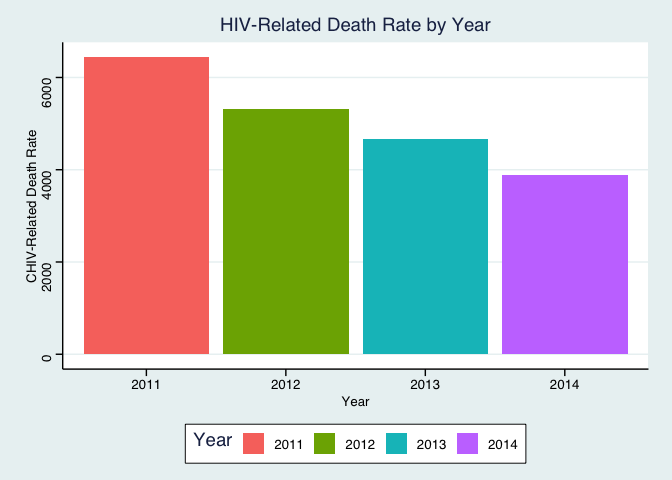 HIV-Related Death Rate by Year
CHIV-Related Death Rate
6000
4000
2000
0
2011 2012 2013 2014
Year
Year 2011 2012 2013 2014